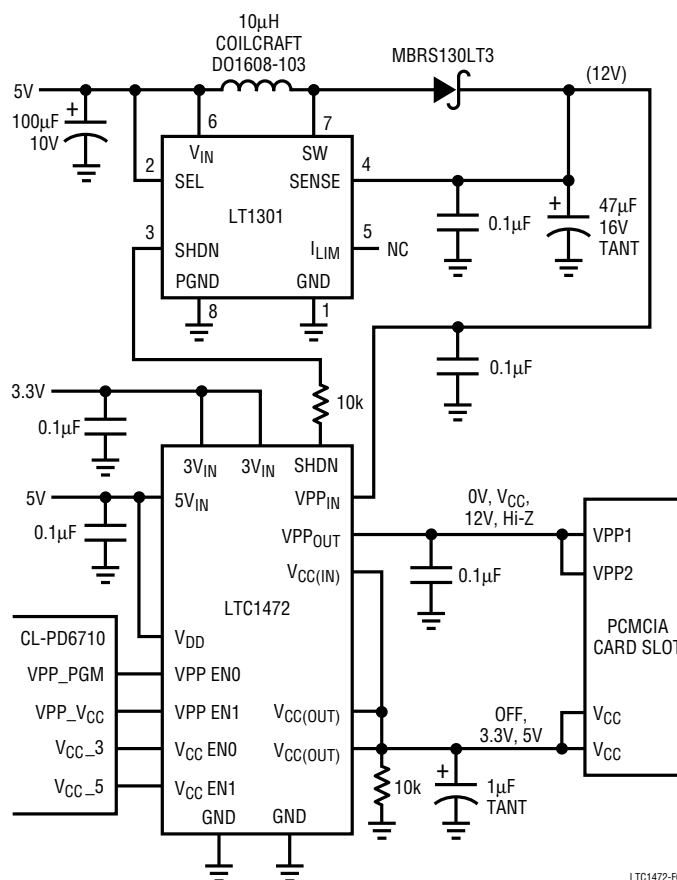 10µH
COILCRAFT
DO1608-103
MBRS130LT3
5V
(12V)
+
100µF
10V
6
7
VIN
SW
2
SEL
SENSE
4
LT1301
+
47µF
16V
TANT
0.1µF
3
SHDN
ILIM
5
NC
PGND
GND
8
1
0.1µF
3.3V
10k
0.1µF
3VIN
3VIN
SHDN
5V
5VIN
VPPIN
0V, VCC,
12V, Hi-Z
0.1µF
VPPOUT
VPP1
VCC(IN)
VPP2
0.1µF
LTC1472
PCMCIA
CARD SLOT
CL-PD6710
VDD
VPP_PGM
VPP EN0
VPP_VCC
VPP EN1
VCC(OUT)
OFF,
3.3V, 5V
VCC
VCC_3
VCC EN0
VCC(OUT)
VCC
VCC_5
VCC EN1
10k
+
1µF
TANT
GND
GND